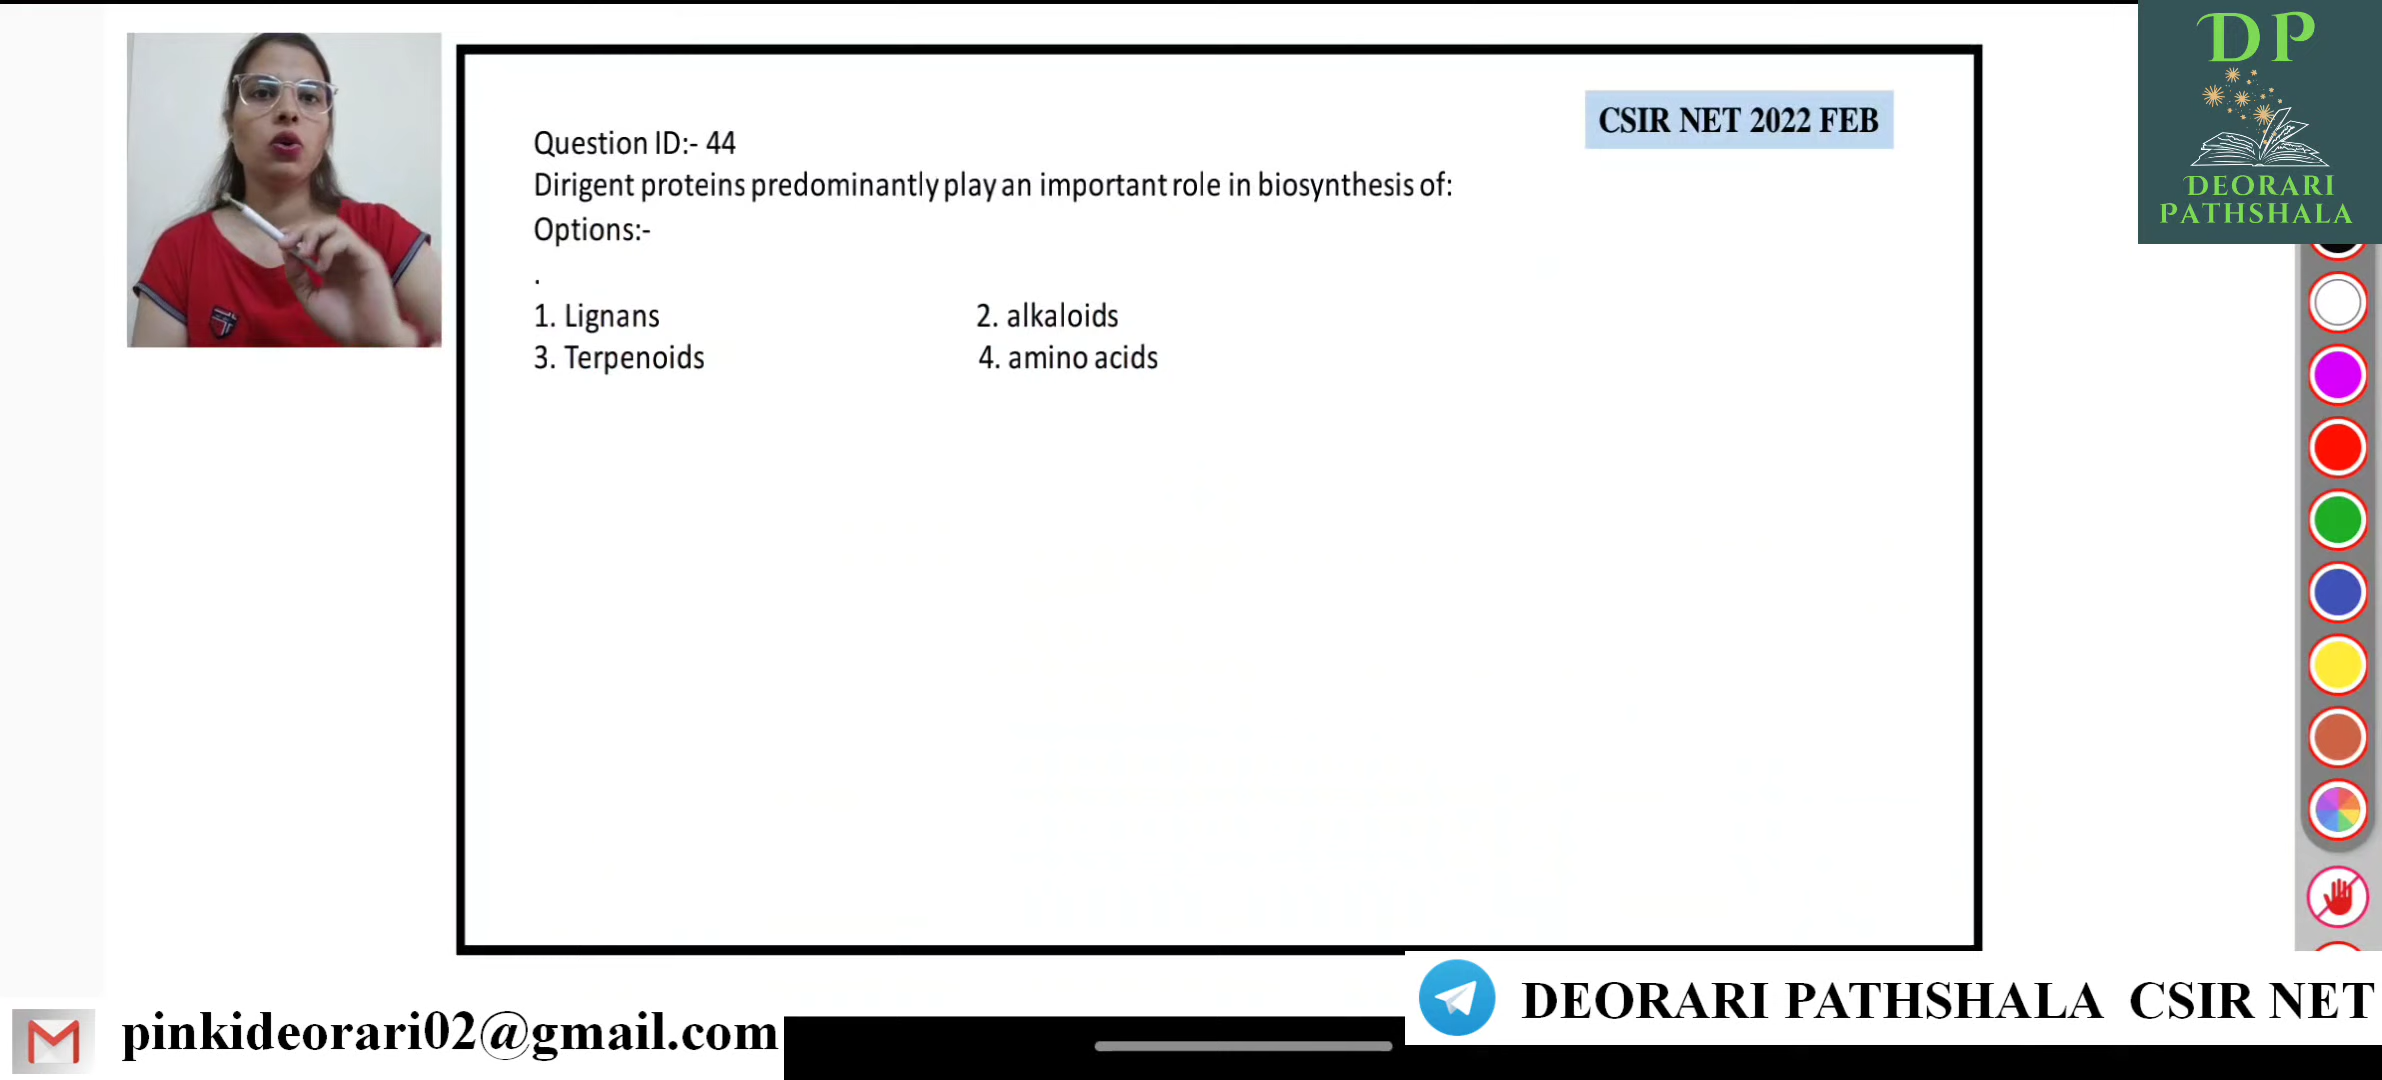 DP
DEORARI
PATHSHALA
CSIR NET 2022 FEB
Question ID:- 44
Dirigent proteins predominantly play an important role in biosynthesis of:
Options:-
.
1. Lignans 2. alkaloids
3. Terpenoids 4. amino acids
DEORARI PATHSHALA CSIR NET
pinkideorari02@gmail.com